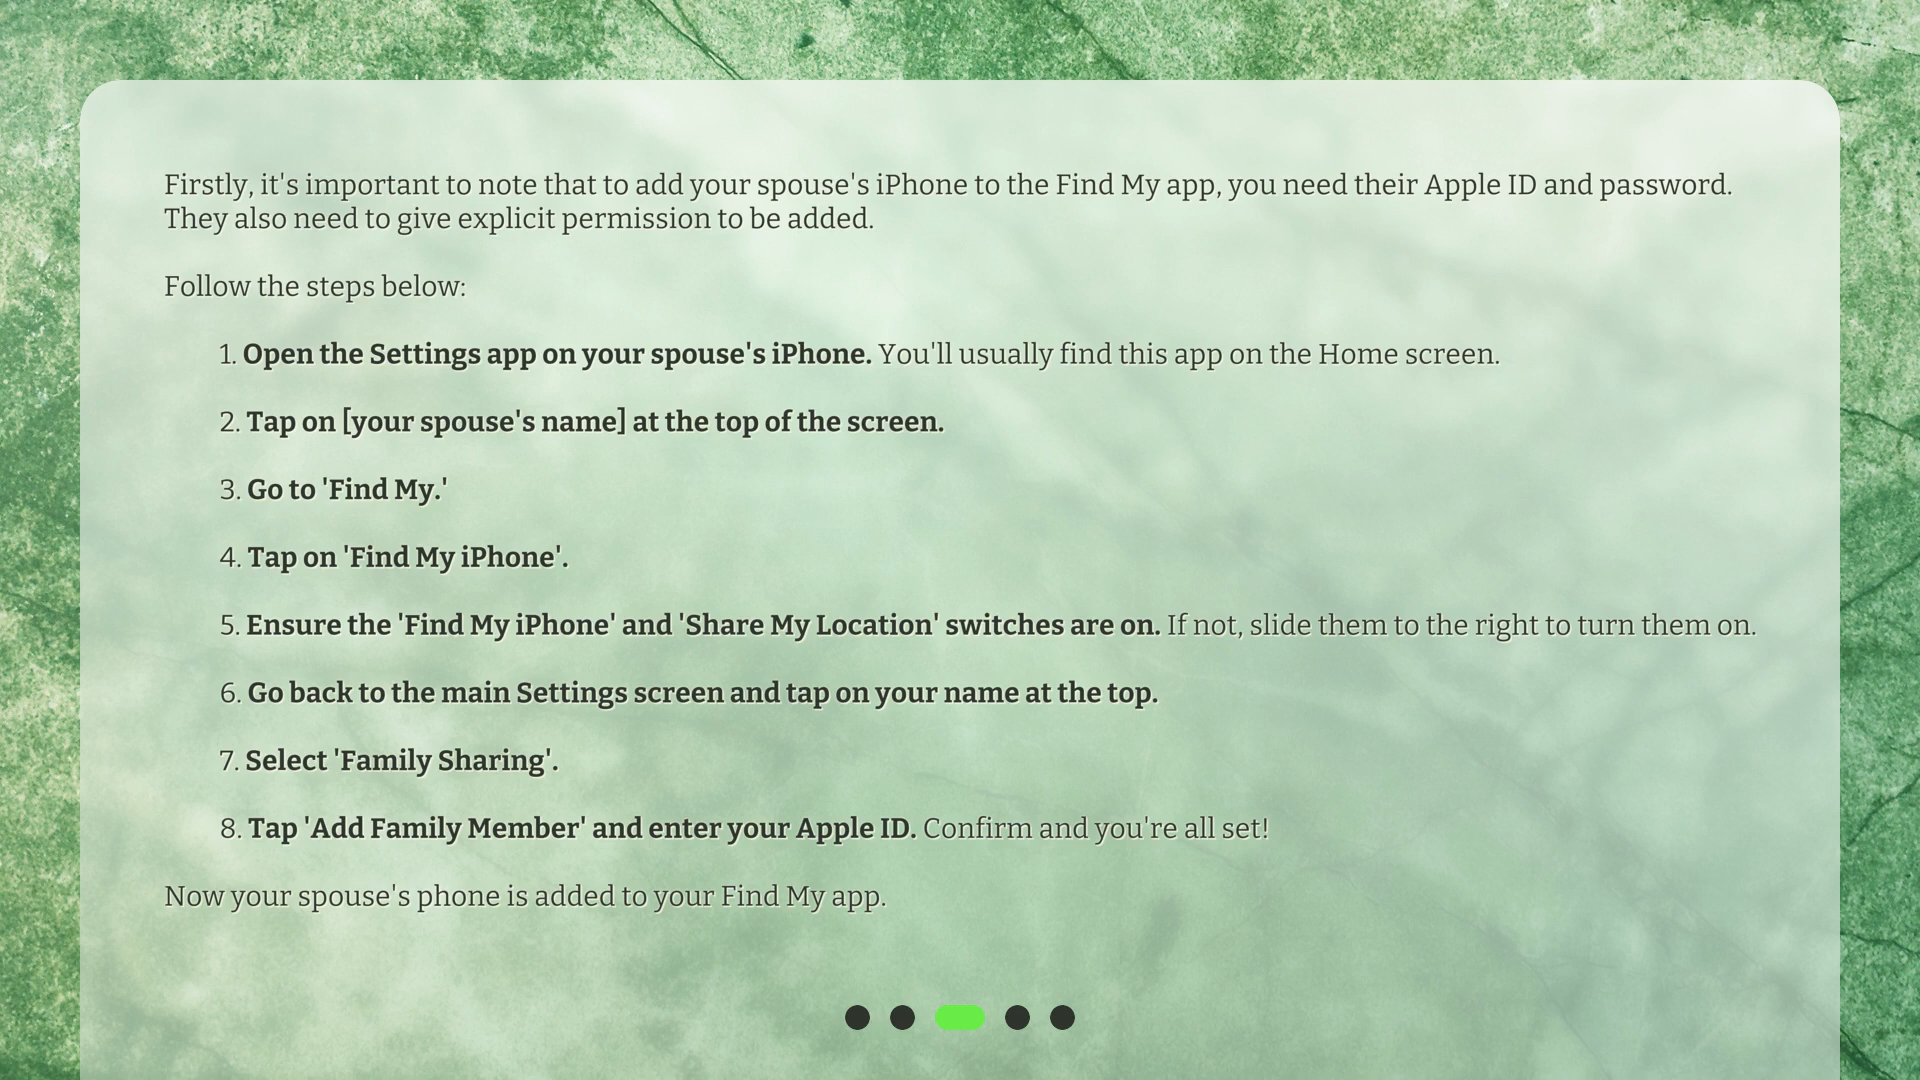 Firstly, it's important to note that to add your spouse's iPhone to the Find My app, you need their Apple ID and password.
They also need to give explicit permission to be added.
Follow the steps below:
1. Open the Settings app on your spouse's iPhone. You'll usually find this app on the Home screen.
2. Tap on [your spouse's name] at the top of the screen.
3. Go to 'Find My.'
4. Tap on 'Find My iPhone'.
5. Ensure the 'Find My iPhone' and 'Share My Location' switches are on. If not, slide them to the right to turn them on.
6. Go back to the main Settings screen and tap on your name at the top.
7. Select 'Family Sharing'.
8. Tap 'Add Family Member' and enter your Apple ID. Confirm and you're all set!
Now your spouse's phone is added to your Find My app.